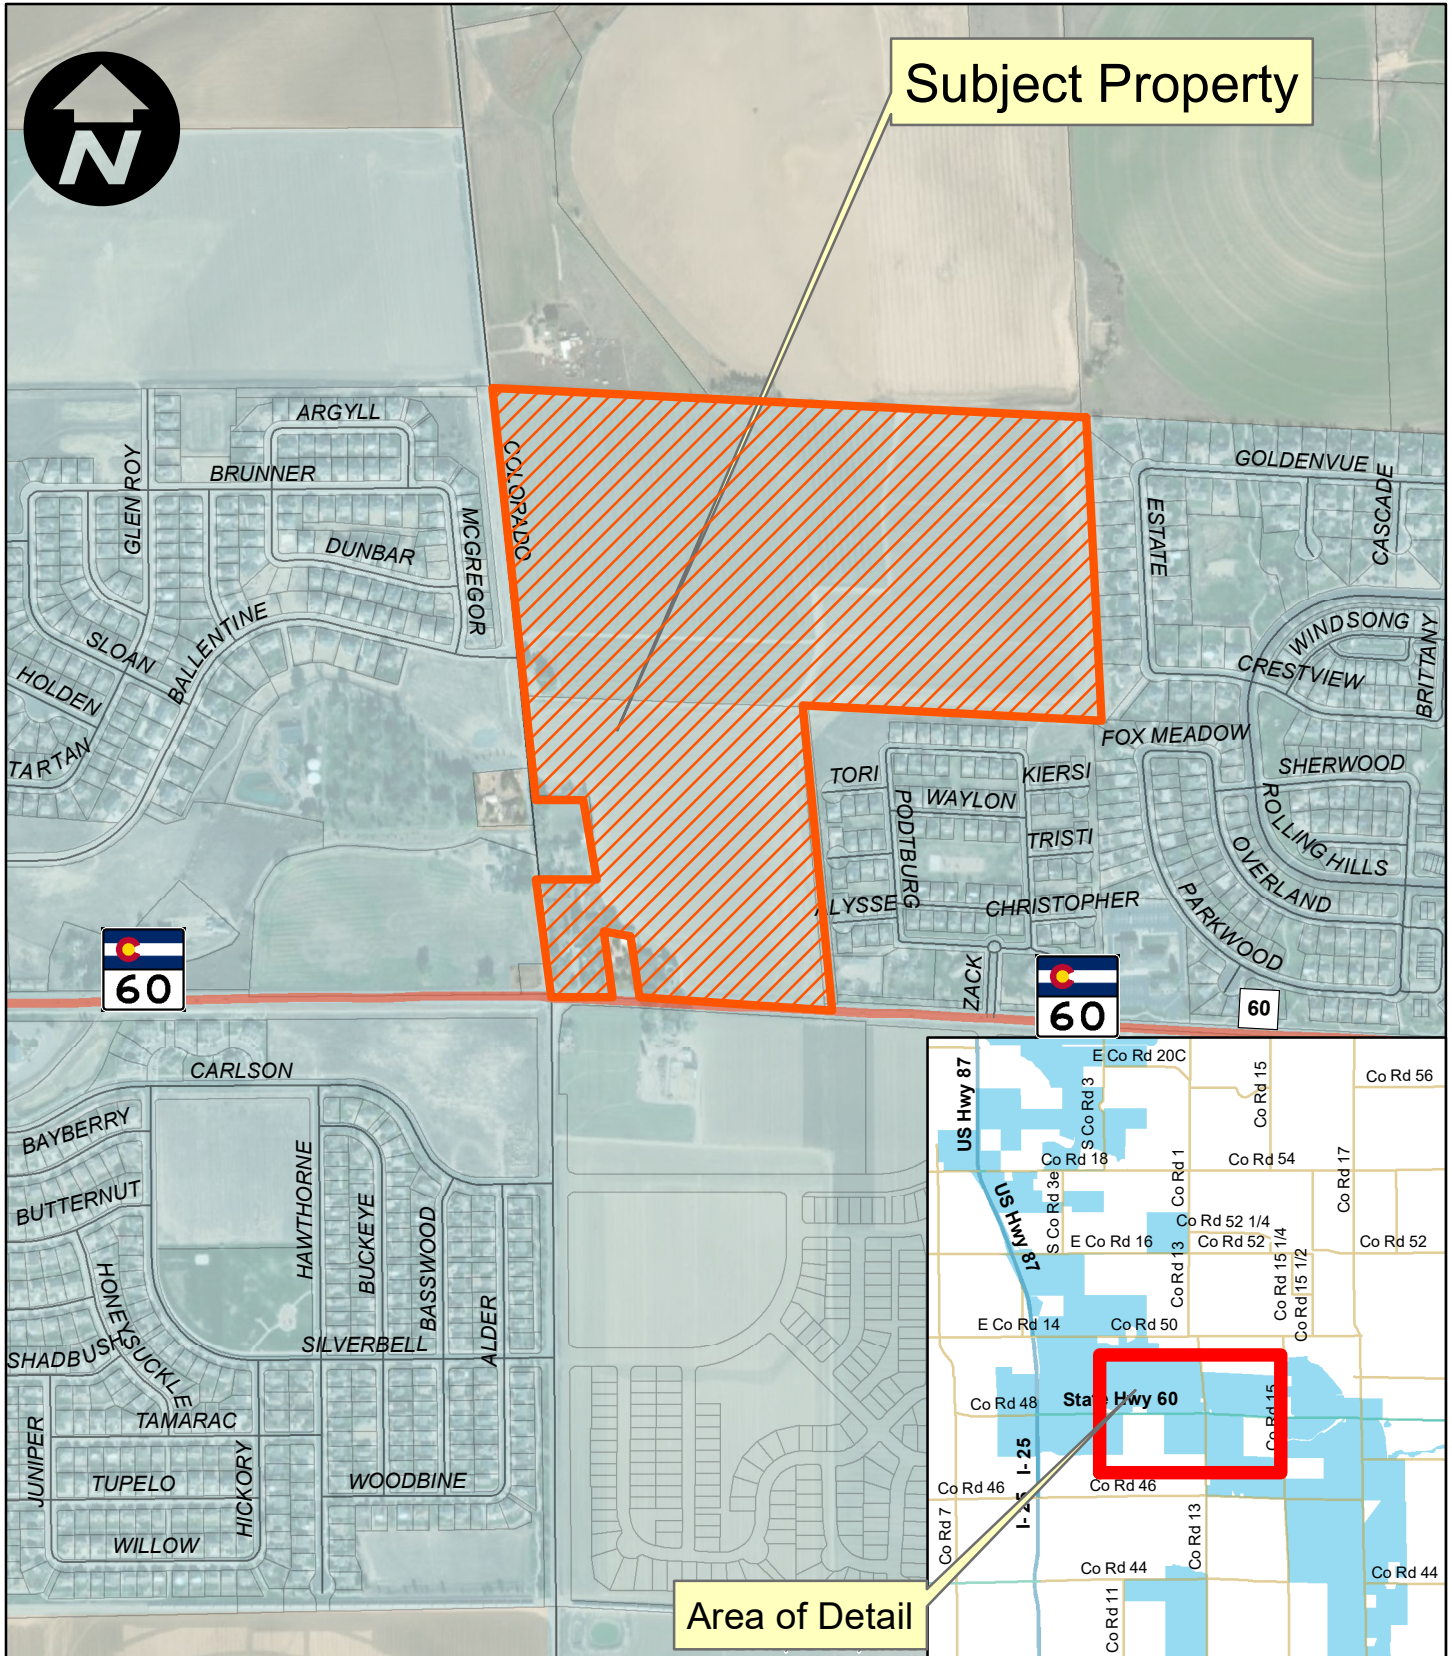 Subject Property
N
ARGYLL
GLEN ROY
BRUNNER
COLORADO
MCGREGOR
DUNBAR
BALLENTINE
SLOAN
HOLDEN
TARTAN
GOLDENVUE
ESTATE
CASCADE
WINDSONG
BRITTANY
CRESTVIEW
FOX MEADOW
SHERWOOD
ROLLING HILLS
OVERLAND
PARKWOOD
TORI
KIERSI
WAYLON
PODTBURG
TRISTI
ALYSSE
CHRISTOPHER
ZACK
60
60
60
CARLSON
BAYBERRY
BUTTERNUT
HAWTHORNE
BUCKEYE
BASSWOOD
ALDER
HONEYSUCKLE
SHADBUSH
SILVERBELL
JUNIPER
TAMARAC
TUPELO
HICKORY
WOODBINE
WILLOW
US Hwy 87
E Co Rd 20C
S Co Rd 3
Co Rd 15
Co Rd 56
Co Rd 18
Co Rd 1
Co Rd 54
Co Rd 17
US Hwy 87
S Co Rd 3e
E Co Rd 16
Co Rd 52 1/4
Co Rd 52
Co Rd 13
Co Rd 15 1/4
Co Rd 15 1/2
Co Rd 52
E Co Rd 14
Co Rd 50
Co Rd 48
State Hwy 60
Co Rd 15
I- 25
I- 25
Co Rd 46
Co Rd 46
Co Rd 7
Co Rd 13
Co Rd 44
Co Rd 44
Co Rd 11
Area of Detail